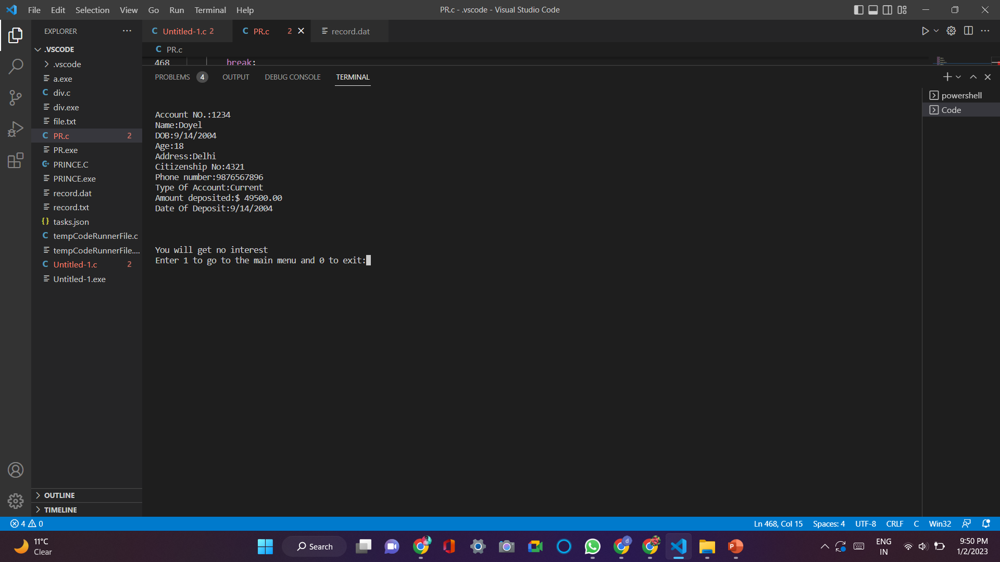 File Edit Selection View Go Run Terminal Help PR.c - .vscode - Visual Studio Code
EXPLORER
Untitled-1.c 2 PR.c 2 record.dat
.VSCODE
PR.c
468 break;
.vscode
a.exe
div.c
div.exe
file.txt
PR.c 2
PR.exe
PRINCE.C
PRINCE.exe
record.dat
record.txt
tasks.json
tempCodeRunnerFile.c
tempCodeRunnerFile....
Untitled-1.c 2
Untitled-1.exe
OUTLINE
TIMELINE
PROBLEMS 4 OUTPUT DEBUG CONSOLE TERMINAL
Account NO.:1234
Name:Doyel
DOB:9/14/2004
Age:18
Address:Delhi
Citizenship No:4321
Phone number:9876567896
Type Of Account:Current
Amount deposited:$ 49500.00
Date Of Deposit:9/14/2004
You will get no interest
Enter 1 to go to the main menu and 0 to exit:
powershell
Code
4 0 Ln 468, Col 15 Spaces: 4 UTF-8 CRLF C Win32
11°C
Clear
Search
ENG
IN
9:50 PM
1/2/2023